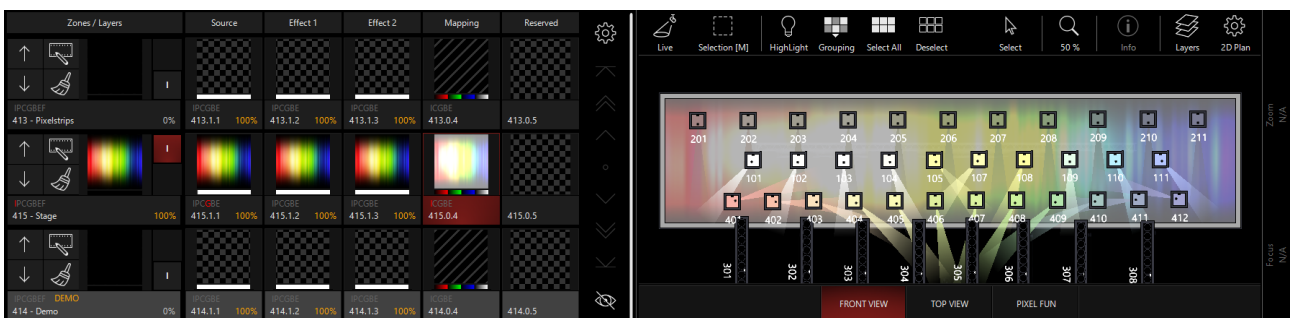 Zones / Layers Source Effect 1 Effect 2 Mapping Reserved
IPCGBEF IPCGBE IPCGBE IPCGBE ICGBE
413 - Pixelstrips 0% 413.1.1 100% 413.1.2 100% 413.1.3 100% 413.0.4 413.0.5
I
IPCGBEF IPCGBE IPCGBE IPCGBE ICGBE
415 - Stage 100% 415.1.1 100% 415.1.2 100% 415.1.3 100% 415.0.4 415.0.5
I
IPCGBEF DEMO IPCGBE IPCGBE IPCGBE ICGBE
414 - Demo 0% 414.1.1 100% 414.1.2 100% 414.1.3 100% 414.0.4 414.0.5
I
Live Selection [M] HighLight Grouping Select All Deselect Select 50 % Info Layers 2D Plan
201 202 203 204 205 206 207 208 209 210 211
101 102 103 104 105 107 108 109 110 111
401 402 403 404 405 406 407 408 409 410 411 412
301 302 303 304 305 306 307 308
FRONT VIEW TOP VIEW PIXEL FUN
Zoom
N/A
Focus
N/A